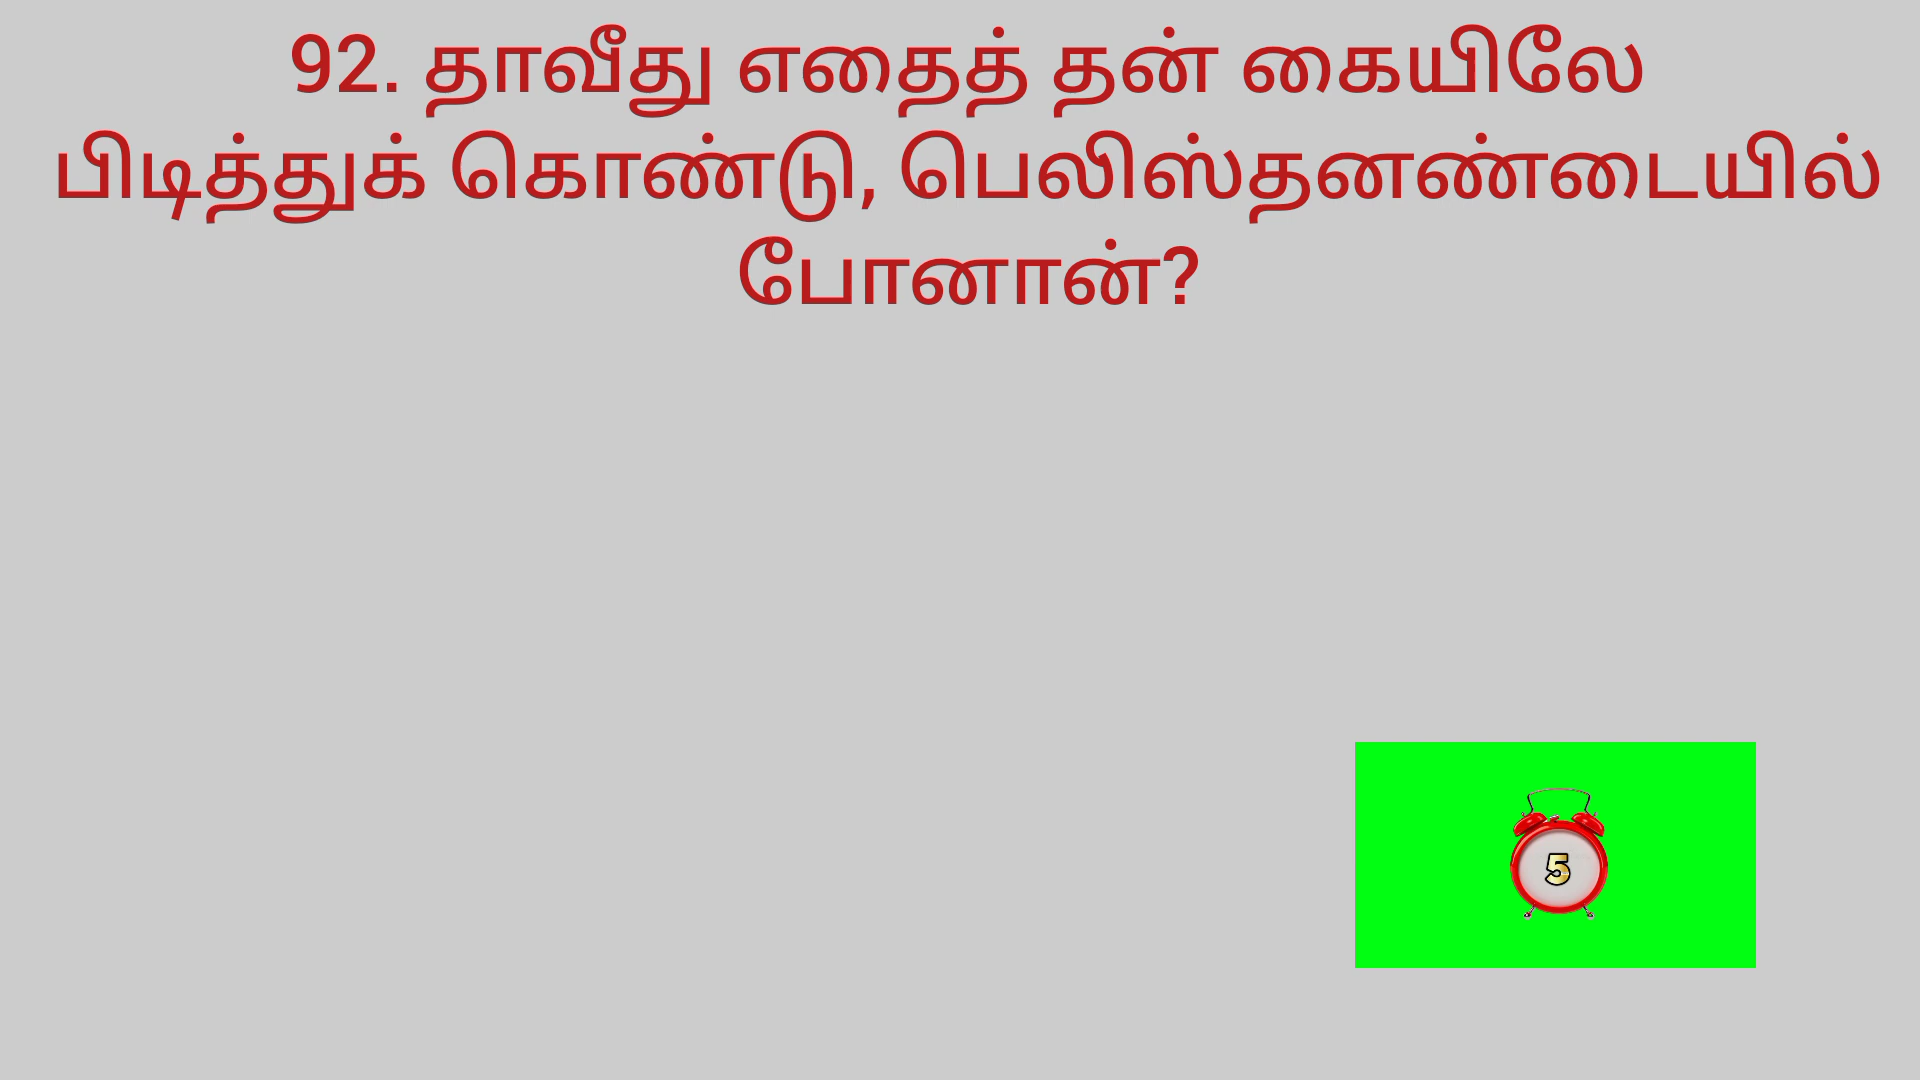 92. தாவீது எதைத் தன் கையிலே
பிடித்துக் கொண்டு, பெலிஸ்தனண்டையில்
போனான்?
5